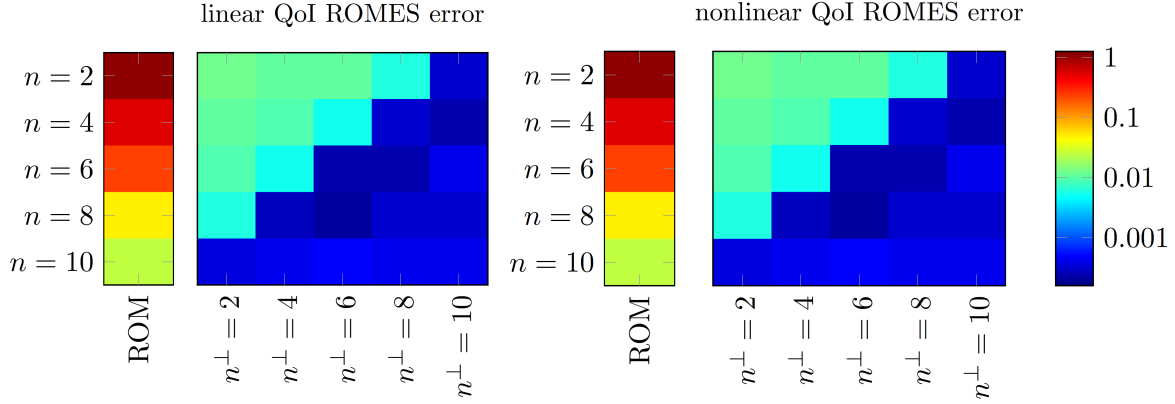 linear QoI ROMES error
n = 2
n = 4
n = 6
n = 8
n = 10
ROM
n⊥ = 2
n⊥ = 4
n⊥ = 6
n⊥ = 8
n⊥ = 10
nonlinear QoI ROMES error
n = 2
n = 4
n = 6
n = 8
n = 10
ROM
n⊥ = 2
n⊥ = 4
n⊥ = 6
n⊥ = 8
n⊥ = 10
1
0.1
0.01
0.001